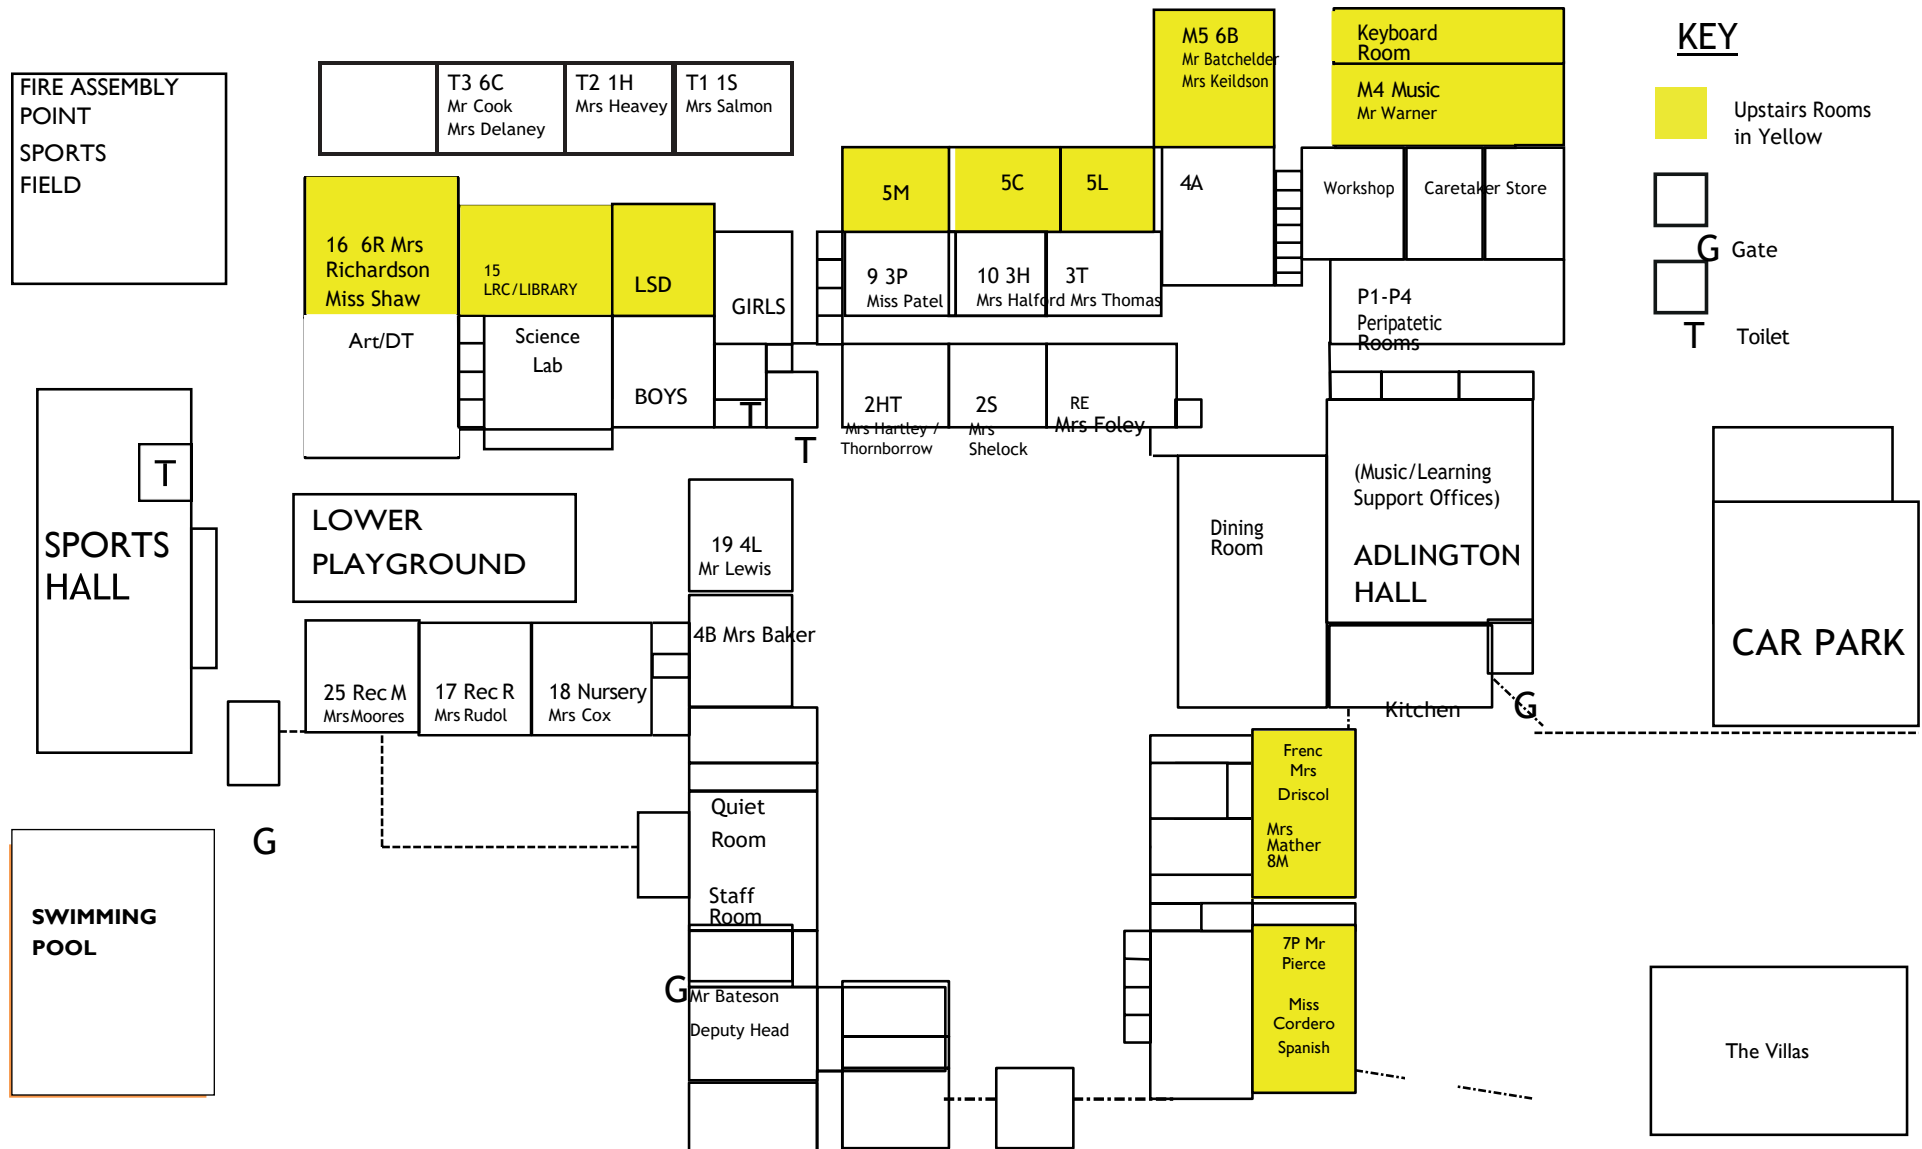 FIRE ASSEMBLY
POINT
SPORTS
FIELD
T3 6C
Mr Cook
Mrs Delaney
T2 1H
Mrs Heavey
T1 1S
Mrs Salmon
M5 6B
Mr Batchelder
Mrs Keildson
Keyboard
Room
M4 Music
Mr Warner
KEY
Upstairs Rooms
in Yellow
G Gate
T Toilet
16 6R Mrs
Richardson
Miss Shaw
15
LRC/LIBRARY
LSD
GIRLS
5M
5C
5L
4A
Workshop
Caretaker Store
9 3P
Miss Patel
10 3H
Mrs Halford
3T
Mrs Thomas
P1-P4
Peripatetic
Rooms
Art/DT
Science
Lab
BOYS
T
T
2HT
Mrs Hartley /
Thornborrow
2S
Mrs
Shelock
RE
Mrs Foley
T
SPORTS
HALL
LOWER
PLAYGROUND
19 4L
Mr Lewis
4B Mrs Baker
Dining
Room
(Music/Learning
Support Offices)
ADLINGTON
HALL
CAR PARK
25 Rec M
MrsMoores
17 Rec R
Mrs Rudol
18 Nursery
Mrs Cox
Kitchen
G
G
Quiet
Room
Staff
Room
Frenc
Mrs
Driscol
Mrs
Mather
8M
SWIMMING
POOL
G
Mr Bateson
Deputy Head
7P Mr
Pierce
Miss
Cordero
Spanish
The Villas